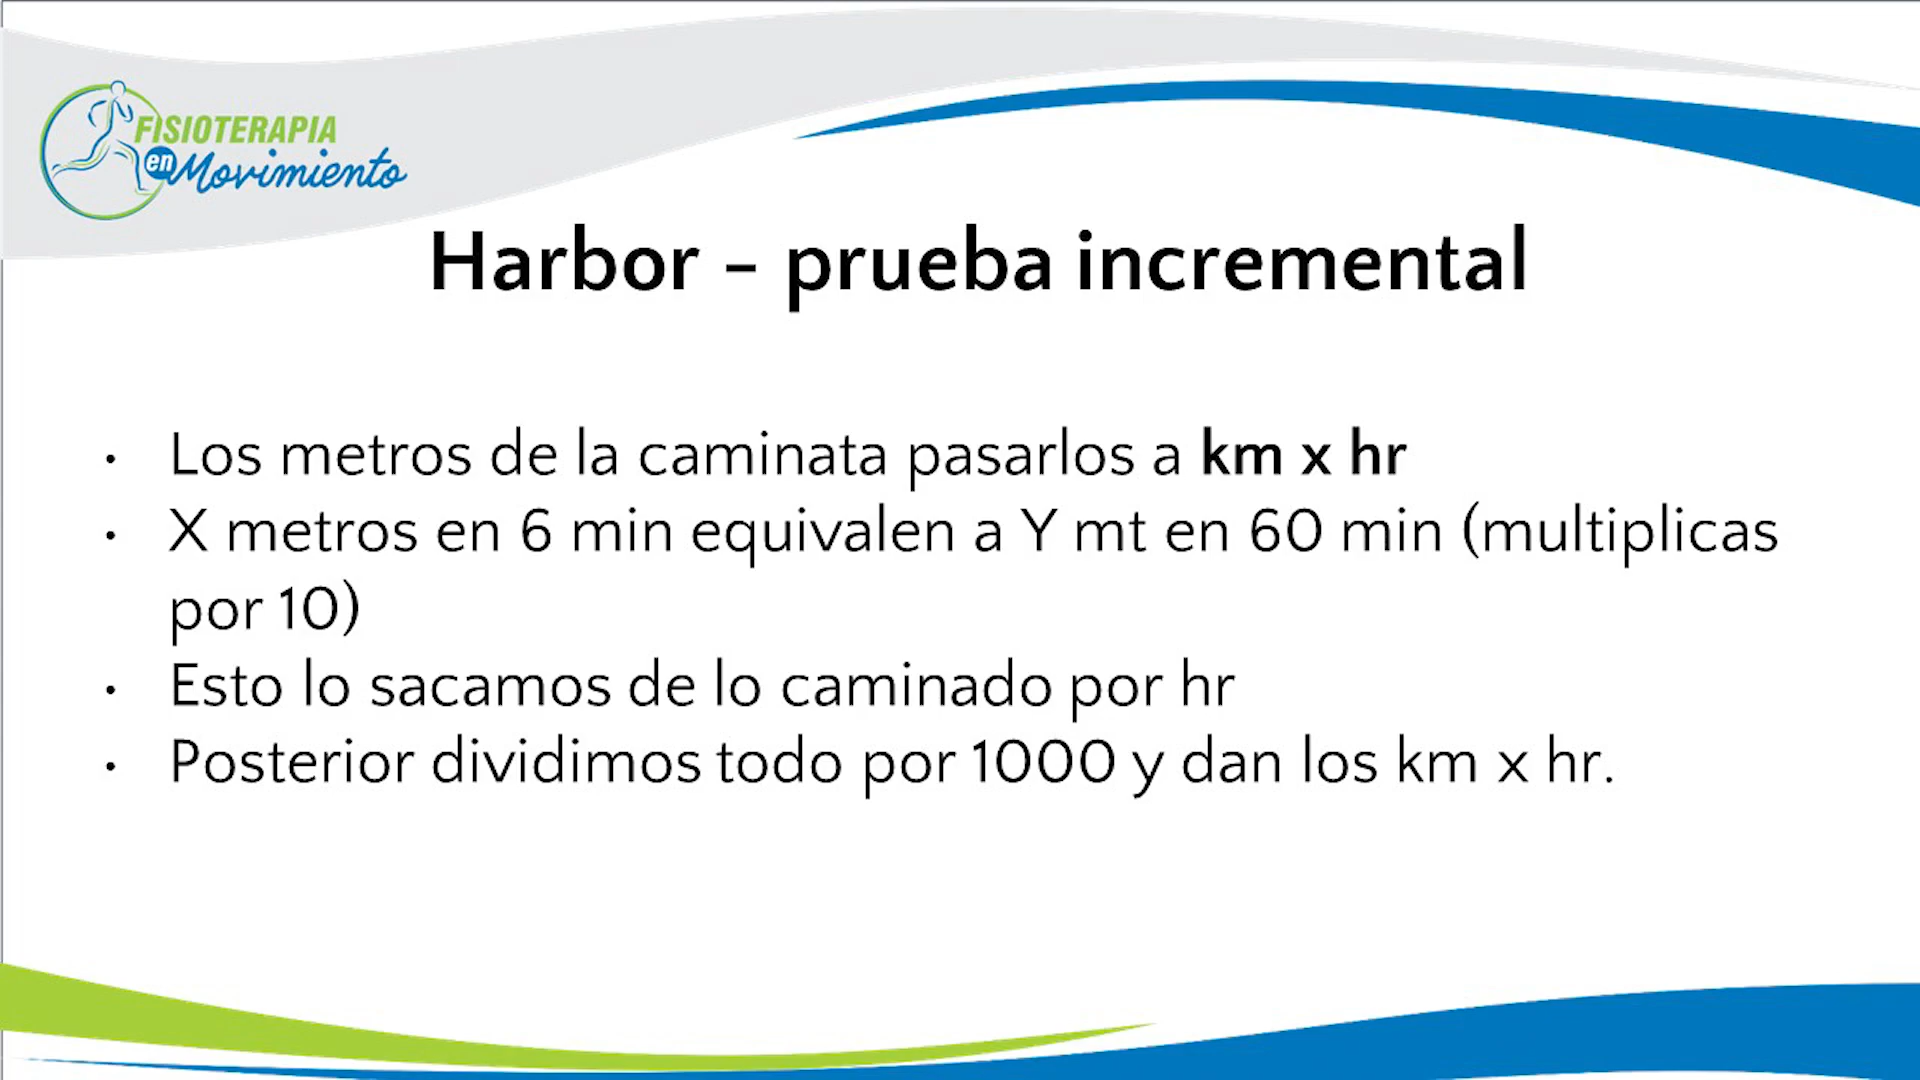 FISIOTERAPIA
en Movimiento
Harbor – prueba incremental
• Los metros de la caminata pasarlos a km x hr
• X metros en 6 min equivalen a Y mt en 60 min (multiplicas
por 10)
• Esto lo sacamos de lo caminado por hr
• Posterior dividimos todo por 1000 y dan los km x hr.